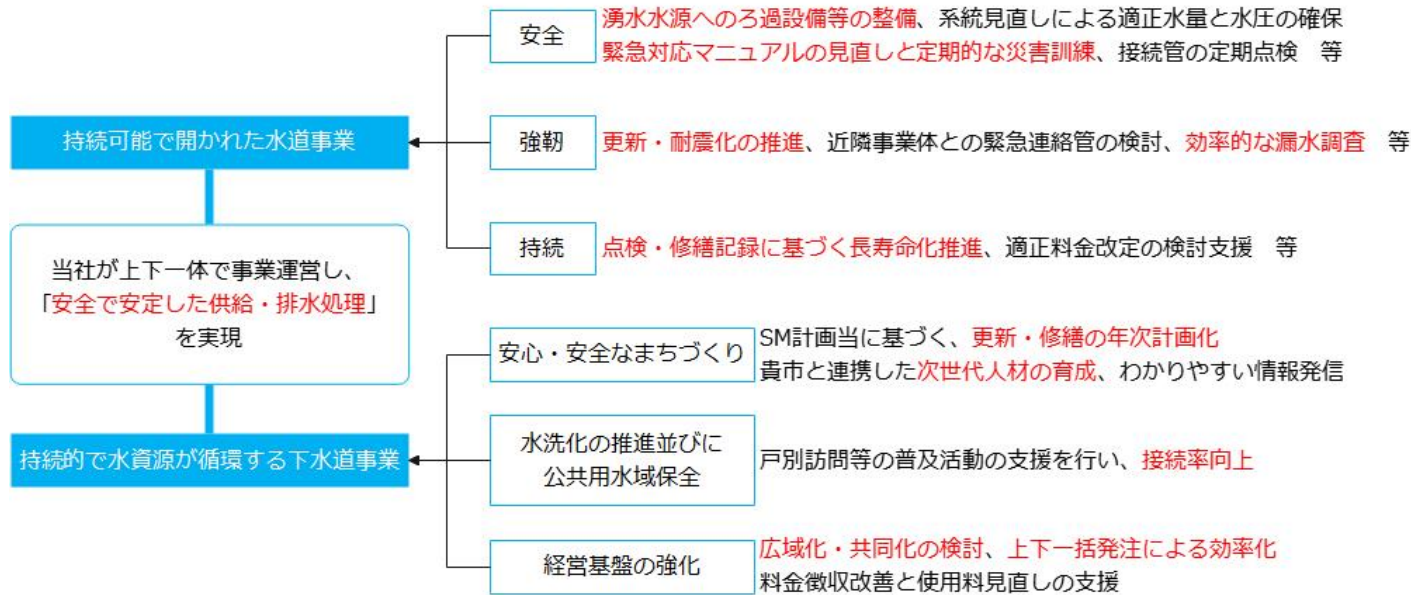 安全
湧水水源へのろ過設備等の整備、系統見直しによる適正水量と水圧の確保
緊急対応マニュアルの見直しと定期的な災害訓練、接続管の定期点検　等
持続可能で開かれた水道事業
強靭
更新・耐震化の推進、近隣事業体との緊急連絡管の検討、効率的な漏水調査　等
持続
点検・修繕記録に基づく長寿命化推進、適正料金改定の検討支援　等
当社が上下一体で事業運営し、
「安全で安定した供給・排水処理」
を実現
安心・安全なまちづくり
SM計画当に基づく、更新・修繕の年次計画化
貴市と連携した次世代人材の育成、わかりやすい情報発信
持続的で水資源が循環する下水道事業
水洗化の推進並びに
公共用水域保全
戸別訪問等の普及活動の支援を行い、接続率向上
経営基盤の強化
広域化・共同化の検討、上下一括発注による効率化
料金徴収改善と使用料見直しの支援